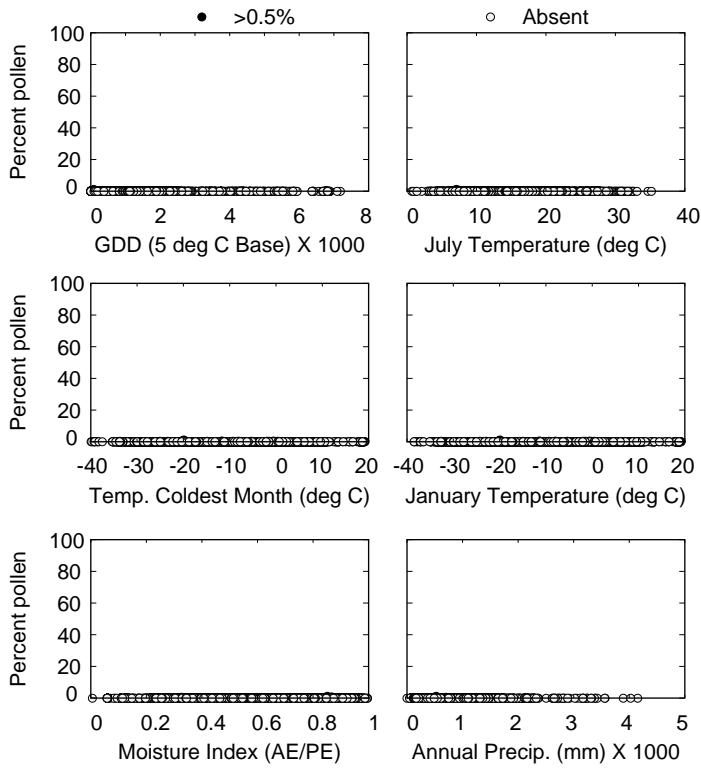 >0.5% Absent
Percent pollen
100
80
60
40
20
0
0 2 4 6 8
GDD (5 deg C Base) X 1000
0 10 20 30 40
July Temperature (deg C)
Percent pollen
100
80
60
40
20
0
-40 -30 -20 -10 0 10 20
Temp. Coldest Month (deg C)
-40 -30 -20 -10 0 10 20
January Temperature (deg C)
Percent pollen
100
80
60
40
20
0
0 0.2 0.4 0.6 0.8 1
Moisture Index (AE/PE)
0 1 2 3 4 5
Annual Precip. (mm) X 1000